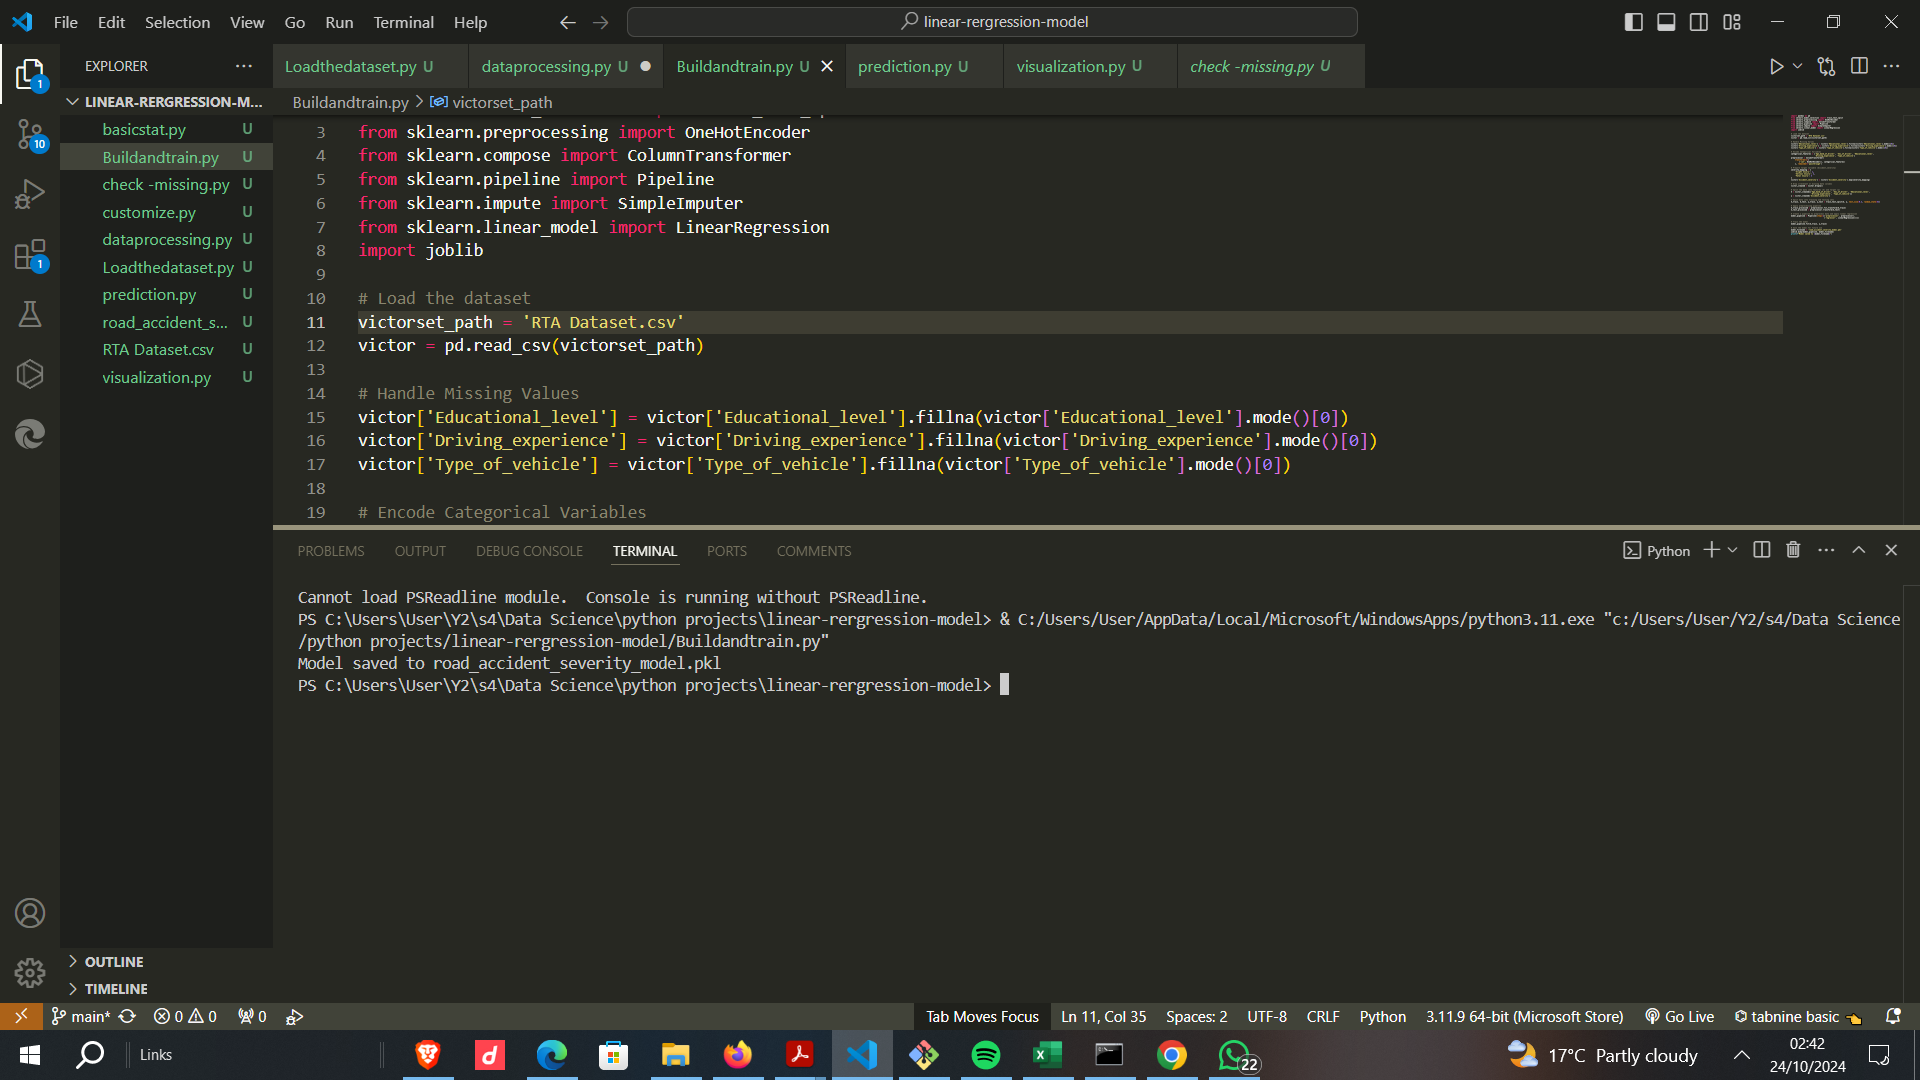 File Edit Selection View Go Run Terminal Help
linear-rergression-model
EXPLORER
LINEAR-RERGRESSION-M...
basicstat.py U
Buildandtrain.py U
check -missing.py U
customize.py U
dataprocessing.py U
Loadthedataset.py U
prediction.py U
road_accident_s... U
RTA Dataset.csv U
visualization.py U
OUTLINE
TIMELINE
1
10
1
Loadthedataset.py U
dataprocessing.py U
Buildandtrain.py U
prediction.py U
visualization.py U
check -missing.py U
Buildandtrain.py > victorset_path
3 from sklearn.preprocessing import OneHotEncoder
4 from sklearn.compose import ColumnTransformer
5 from sklearn.pipeline import Pipeline
6 from sklearn.impute import SimpleImputer
7 from sklearn.linear_model import LinearRegression
8 import joblib
9
10 # Load the dataset
11 victorset_path = 'RTA Dataset.csv'
12 victor = pd.read_csv(victorset_path)
13
14 # Handle Missing Values
15 victor['Educational_level'] = victor['Educational_level'].fillna(victor['Educational_level'].mode()[0])
16 victor['Driving_experience'] = victor['Driving_experience'].fillna(victor['Driving_experience'].mode()[0])
17 victor['Type_of_vehicle'] = victor['Type_of_vehicle'].fillna(victor['Type_of_vehicle'].mode()[0])
18
19 # Encode Categorical Variables
PROBLEMS OUTPUT DEBUG CONSOLE TERMINAL PORTS COMMENTS
Python
Cannot load PSReadline module.  Console is running without PSReadline.
PS C:\Users\User\Y2\s4\Data Science\python projects\linear-rergression-model> & C:/Users/User/AppData/Local/Microsoft/WindowsApps/python3.11.exe "c:/Users/User/Y2/s4/Data Science
/python projects/linear-rergression-model/Buildandtrain.py"
Model saved to road_accident_severity_model.pkl
PS C:\Users\User\Y2\s4\Data Science\python projects\linear-rergression-model>
main* 0 0 0
Tab Moves Focus Ln 11, Col 35 Spaces: 2 UTF-8 CRLF Python 3.11.9 64-bit (Microsoft Store) Go Live tabnine basic
Links
22
17°C Partly cloudy
02:42
24/10/2024